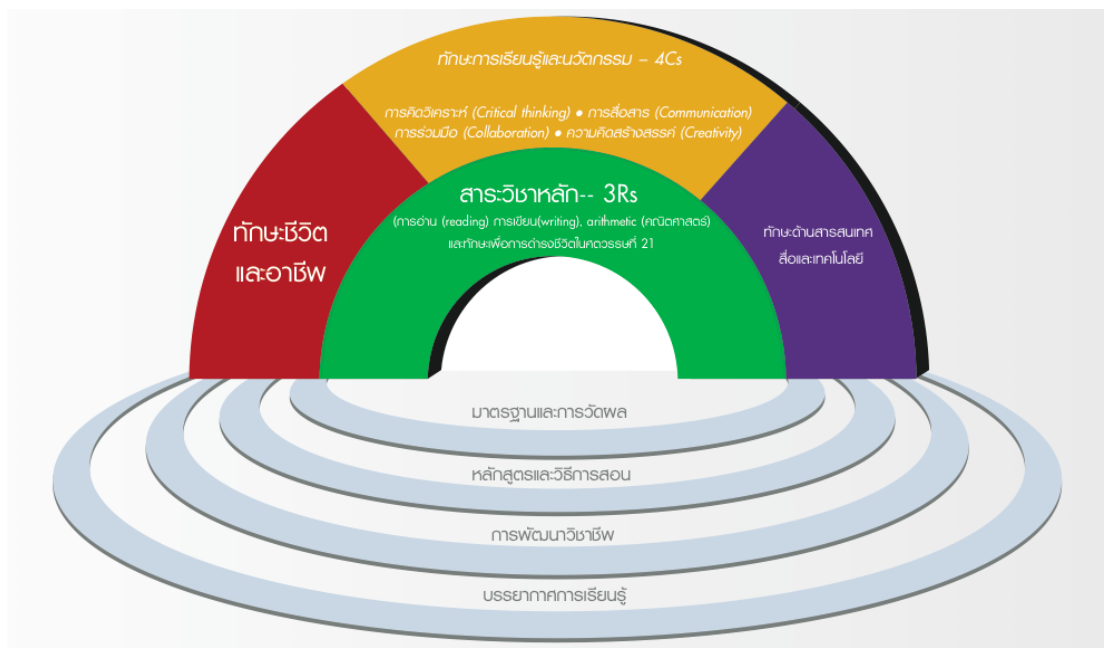 ทักษะการเรียนรู้และนวัตกรรม – 4Cs
การคิดวิเคราะห์ (Critical thinking) ● การสื่อสาร (Communication)
การร่วมมือ (Collaboration) ● ความคิดสร้างสรรค์ (Creativity)
สาระวิชาหลัก-- 3Rs
(การอ่าน (reading) การเขียน(writing), arithmetic (คณิตศาสตร์)
และทักษะเพื่อการดำรงชีวิตในศตวรรษที่ 21
ทักษะชีวิต
และอาชีพ
ทักษะด้านสารสนเทศ
สื่อและเทคโนโลยี
มาตรฐานและการวัดผล
หลักสูตรและวิธีการสอน
การพัฒนาวิชาชีพ
บรรยากาศการเรียนรู้